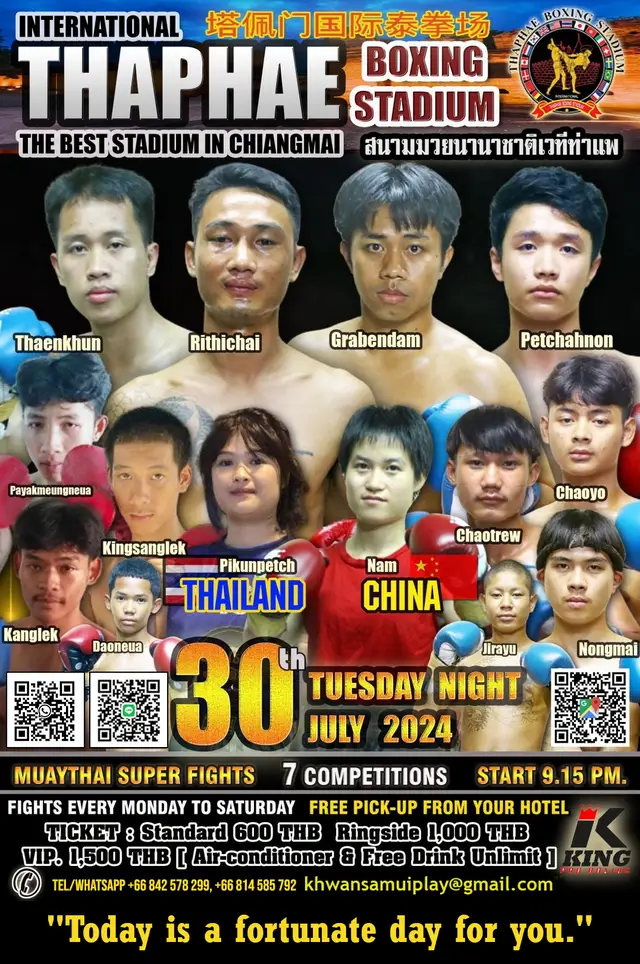 INTERNATIONAL
塔佩门国际泰拳场
THAPHAE
BOXING
STADIUM
THAPHAE BOXING STADIUM
INTERNATIONAL
THE BEST STADIUM IN CHIANGMAI
สนามมวยนานาชาติเวทีท่าแพ
Thaenkhun
Rithichai
Grabendam
Petchahnon
Payakmeungneua
Chaoyo
Chaotrew
Kingsanglek
Pikunpetch
Nam
THAILAND
CHINA
Kanglek
Daoneua
Jirayu
Nongmai
30th
TUESDAY NIGHT
JULY 2024
MUAYTHAI SUPER FIGHTS 7 COMPETITIONS START 9.15 PM.
FIGHTS EVERY MONDAY TO SATURDAY FREE PICK-UP FROM YOUR HOTEL
TICKET : Standard 600 THB Ringside 1,000 THB
VIP. 1,500 THB [ Air-conditioner & Free Drink Unlimit ]
K
KING
TEL/WHATSAPP +66 842 578 299, +66 814 585 792 khwansamuiplay@gmail.com
"Today is a fortunate day for you."